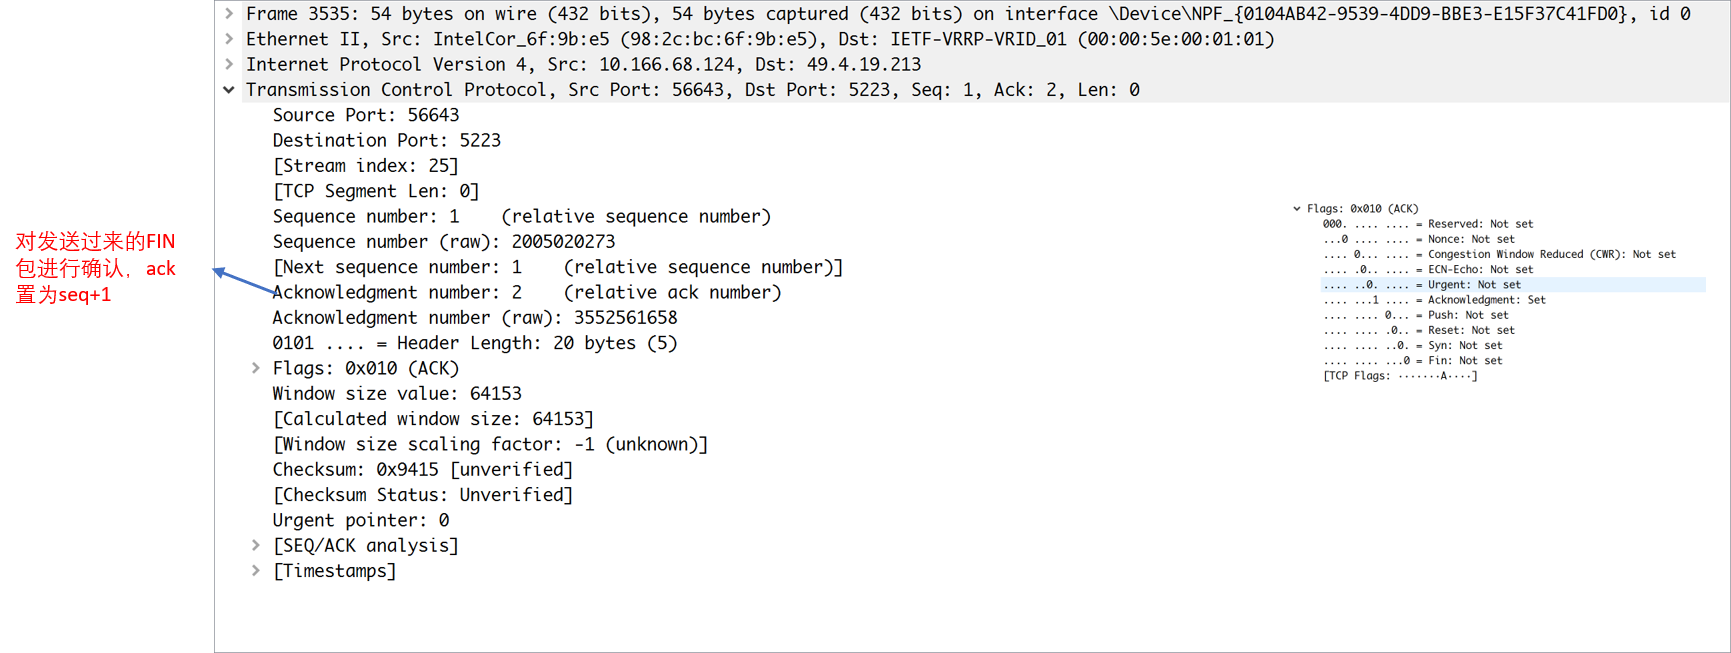 Frame 3535: 54 bytes on wire (432 bits), 54 bytes captured (432 bits) on interface \Device\NPF_{0104AB42-9539-4DD9-BBE3-E15F37C41FD0}, id 0
Ethernet II, Src: IntelCor_6f:9b:e5 (98:2c:bc:6f:9b:e5), Dst: IETF-VRRP-VRID_01 (00:00:5e:00:01:01)
Internet Protocol Version 4, Src: 10.166.68.124, Dst: 49.4.19.213
Transmission Control Protocol, Src Port: 56643, Dst Port: 5223, Seq: 1, Ack: 2, Len: 0
Source Port: 56643
Destination Port: 5223
[Stream index: 25]
[TCP Segment Len: 0]
Sequence number: 1    (relative sequence number)
Sequence number (raw): 2005020273
[Next sequence number: 1    (relative sequence number)]
Acknowledgment number: 2    (relative ack number)
Acknowledgment number (raw): 3552561658
0101 .... = Header Length: 20 bytes (5)
Flags: 0x010 (ACK)
Window size value: 64153
[Calculated window size: 64153]
[Window size scaling factor: -1 (unknown)]
Checksum: 0x9415 [unverified]
[Checksum Status: Unverified]
Urgent pointer: 0
[SEQ/ACK analysis]
[Timestamps]
对发送过来的FIN
包进行确认，ack
置为seq+1
Flags: 0x010 (ACK)
000. .... .... = Reserved: Not set
...0 .... .... = Nonce: Not set
.... 0... .... = Congestion Window Reduced (CWR): Not set
.... .0.. .... = ECN-Echo: Not set
.... ..0. .... = Urgent: Not set
.... ...1 .... = Acknowledgment: Set
.... .... 0... = Push: Not set
.... .... .0.. = Reset: Not set
.... .... ..0. = Syn: Not set
.... .... ...0 = Fin: Not set
[TCP Flags: ·······A····]